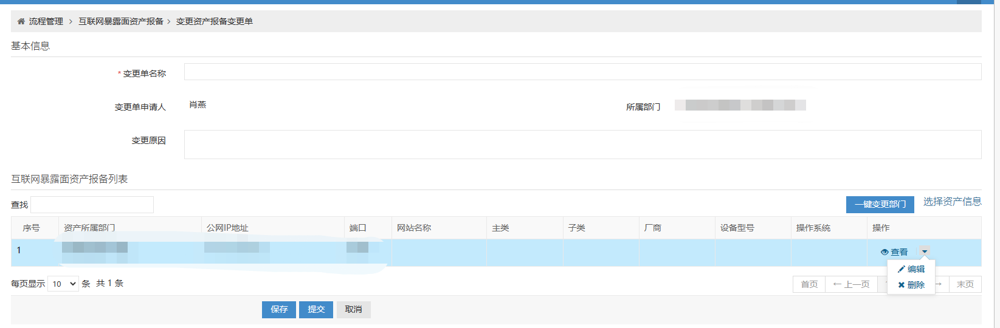 流程管理 > 互联网暴露面资产报备 > 变更资产报备变更单
基本信息
* 变更单名称
变更单申请人 肖燕 所属部门
变更原因
互联网暴露面资产报备列表
查找 一键变更部门 选择资产信息
序号 资产所属部门 公网IP地址 端口 网站名称 主类 子类 厂商 设备型号 操作系统 操作
1 查看
编辑
每页显示 10 条 共 1 条 首页 ← 上一页 → 末页
删除
保存 提交 取消